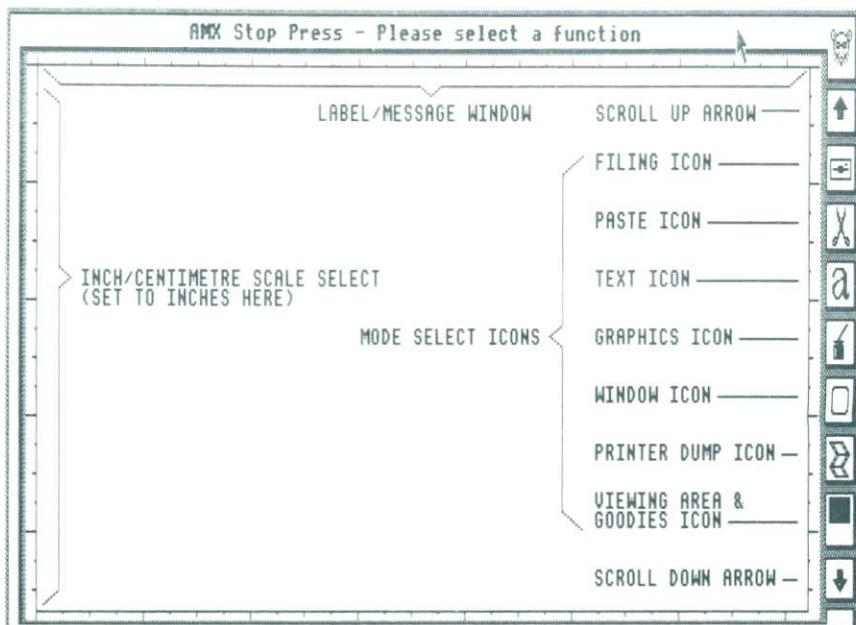 AMX Stop Press - Please select a function
LABEL/MESSAGE WINDOW
SCROLL UP ARROW
FILING ICON
PASTE ICON
INCH/CENTIMETRE SCALE SELECT
(SET TO INCHES HERE)
TEXT ICON
MODE SELECT ICONS
GRAPHICS ICON
WINDOW ICON
PRINTER DUMP ICON
VIEWING AREA &
GOODIES ICON
SCROLL DOWN ARROW
a